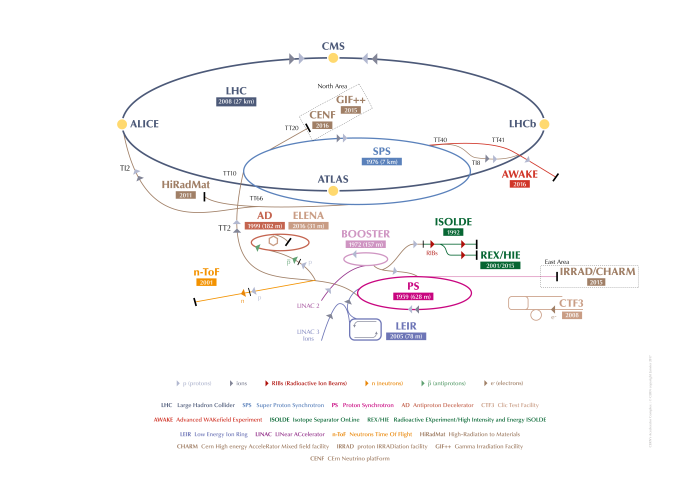 CMS
North Area
LHC
2008 (27 km)
GIF++
2015
CENF
2016
ALICE
LHCb
TT20
TT40
TT41
SPS
1976 (7 km)
TI2
TI8
TT10
AWAKE
2016
HiRadMat
2011
ATLAS
TT66
AD
1999 (182 m)
ELENA
2016 (31 m)
TT2
BOOSTER
1972 (157 m)
ISOLDE
1992
p
RIBs
REX/HIE
2001/2015
East Area
n-ToF
2001
IRRAD/CHARM
2015
PS
1959 (628 m)
n
p
LINAC 2
CTF3
2008
e-
LINAC 3
Ions
LEIR
2005 (78 m)
p (protons) ions RIBs (Radioactive Ion Beams) n (neutrons) p̄ (antiprotons) e- (electrons)
LHC Large Hadron Collider SPS Super Proton Synchrotron PS Proton Synchrotron AD Antiproton Decelerator CTF3 Clic Test Facility
AWAKE Advanced WAKefield Experiment ISOLDE Isotope Separator OnLine REX/HIE Radioactive EXperiment/High Intensity and Energy ISOLDE
LEIR Low Energy Ion Ring LINAC LINear ACcelerator n-ToF Neutrons Time Of Flight HiRadMat High-Radiation to Materials
CHARM Cern High energy AcceleRator Mixed field facility IRRAD proton IRRADiation facility GIF++ Gamma Irradiation Facility
CENF CErn Neutrino platForm